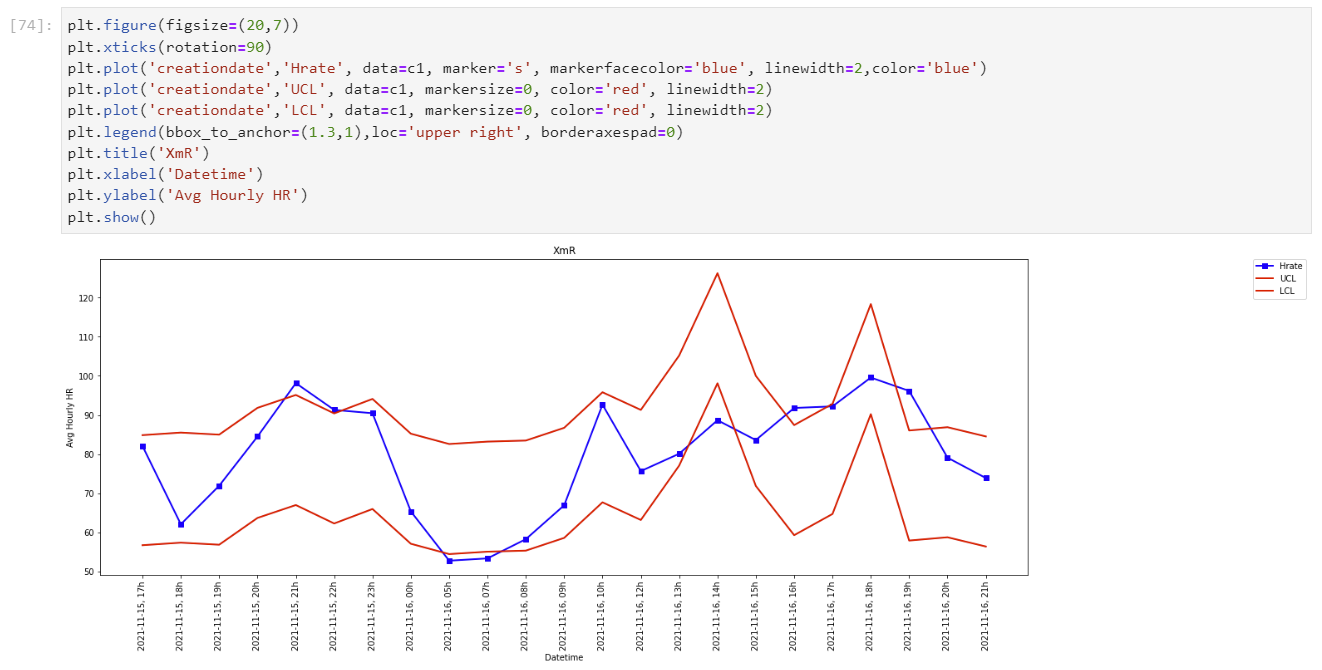 [74]:
plt.figure(figsize=(20,7))
plt.xticks(rotation=90)
plt.plot('creationdate','Hrate', data=c1, marker='s', markerfacecolor='blue', linewidth=2,color='blue')
plt.plot('creationdate','UCL', data=c1, markersize=0, color='red', linewidth=2)
plt.plot('creationdate','LCL', data=c1, markersize=0, color='red', linewidth=2)
plt.legend(bbox_to_anchor=(1.3,1),loc='upper right', borderaxespad=0)
plt.title('XmR')
plt.xlabel('Datetime')
plt.ylabel('Avg Hourly HR')
plt.show()
XmR
Hrate
UCL
LCL
Avg Hourly HR
120
110
100
90
80
70
60
50
2021-11-15, 17h
2021-11-15, 18h
2021-11-15, 19h
2021-11-15, 20h
2021-11-15, 21h
2021-11-15, 22h
2021-11-15, 23h
2021-11-16, 00h
2021-11-16, 05h
2021-11-16, 07h
2021-11-16, 08h
2021-11-16, 09h
2021-11-16, 10h
2021-11-16, 12h
2021-11-16, 13h
2021-11-16, 14h
2021-11-16, 15h
2021-11-16, 16h
2021-11-16, 17h
2021-11-16, 18h
2021-11-16, 19h
2021-11-16, 20h
2021-11-16, 21h
Datetime